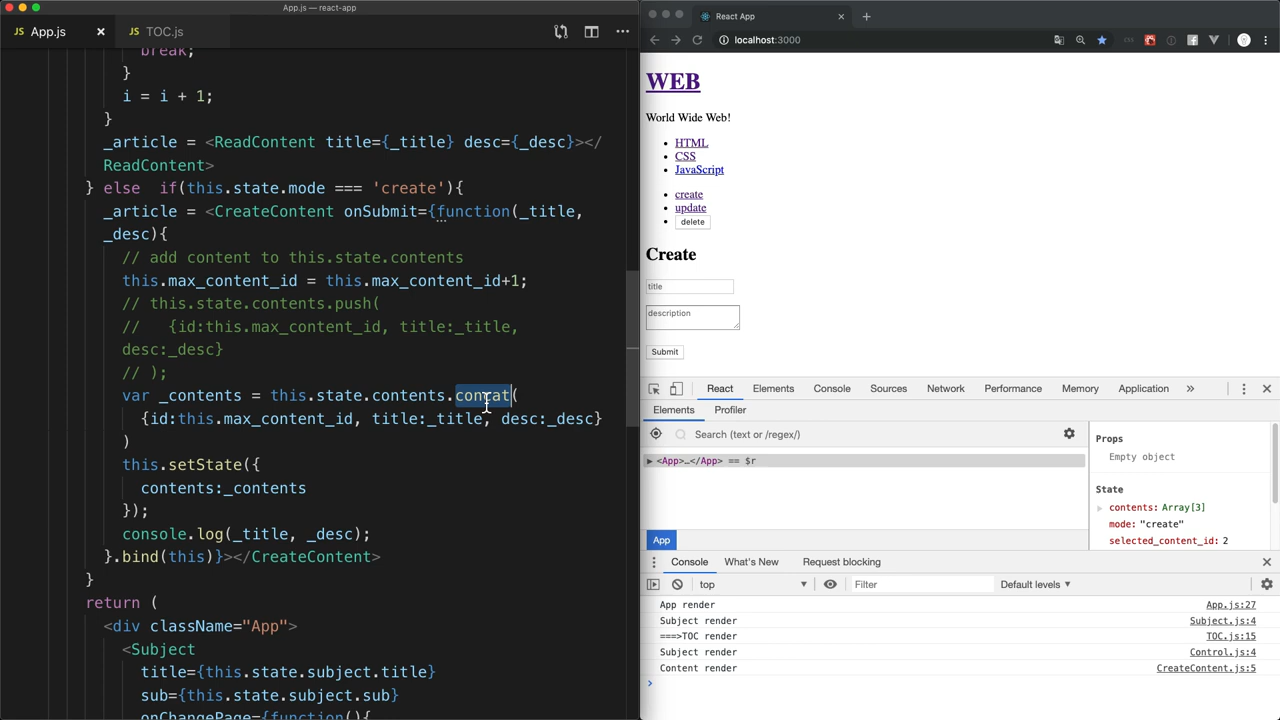 App.js — react-app
JS App.js ×
JS TOC.js
break;
}
i = i + 1;
}
_article = <ReadContent title={_title} desc={_desc}></
ReadContent>
} else  if(this.state.mode === 'create'){
_article = <CreateContent onSubmit={function(_title,
_desc){
// add content to this.state.contents
this.max_content_id = this.max_content_id+1;
// this.state.contents.push(
//   {id:this.max_content_id, title:_title,
desc:_desc}
// );
var _contents = this.state.contents.concat(
{id:this.max_content_id, title:_title, desc:_desc}
)
this.setState({
contents:_contents
});
console.log(_title, _desc);
}.bind(this)}></CreateContent>
}
return (
<div className="App">
<Subject
title={this.state.subject.title}
sub={this.state.subject.sub}
onChangePage={function(){
React App ×
localhost:3000
WEB
World Wide Web!
HTML
CSS
JavaScript
create
update
delete
Create
title
description
Submit
React Elements Console Sources Network Performance Memory Application »
Elements Profiler
Search (text or /regex/)
<App>…</App> == $r
App
Props
Empty object
State
contents: Array[3]
mode: "create"
selected_content_id: 2
Console What's New Request blocking
top Filter Default levels ▼
App render App.js:27
Subject render Subject.js:4
===>TOC render TOC.js:15
Subject render Control.js:4
Content render CreateContent.js:5